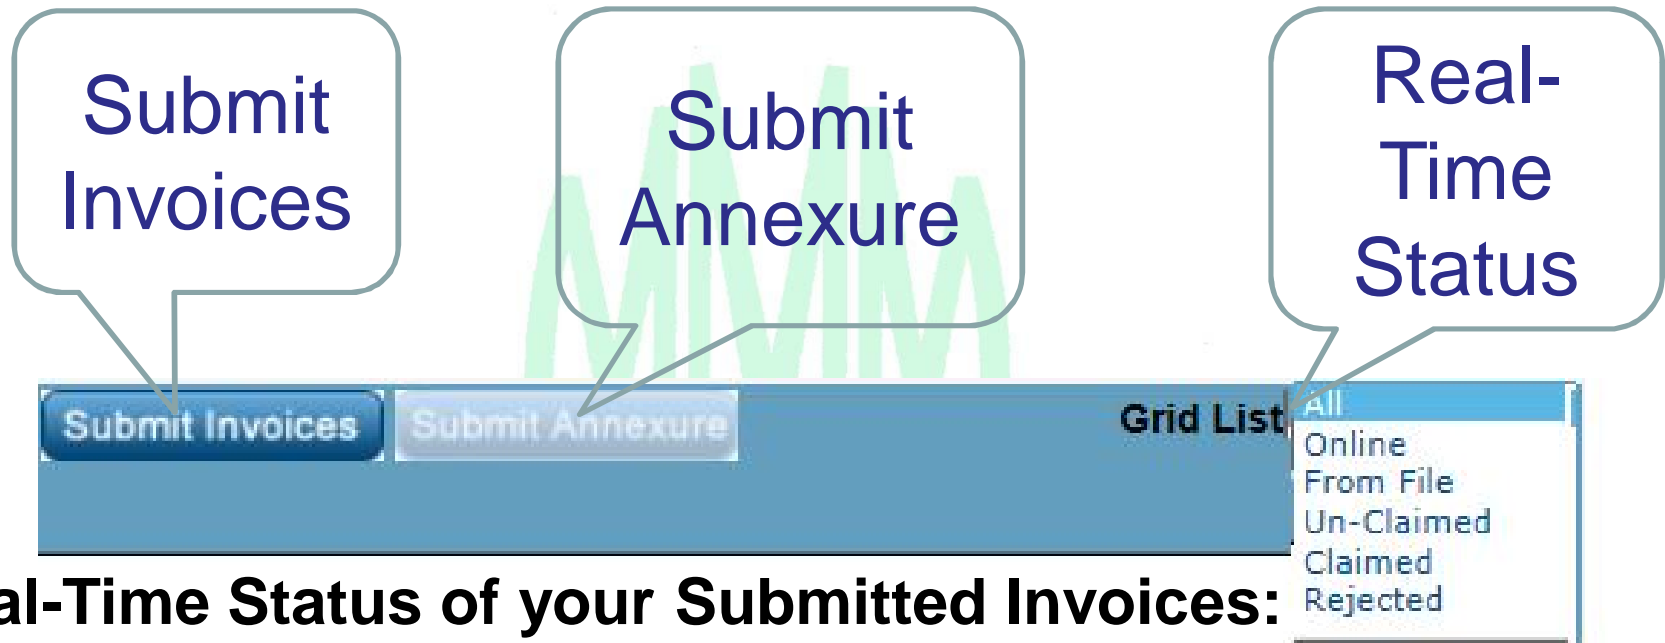 Submit
Invoices
Submit
Annexure
Real-
Time
Status
Submit Invoices
Submit Annexure
Grid List
All
Online
From File
Un-Claimed
Claimed
Rejected
al-Time Status of your Submitted Invoices: